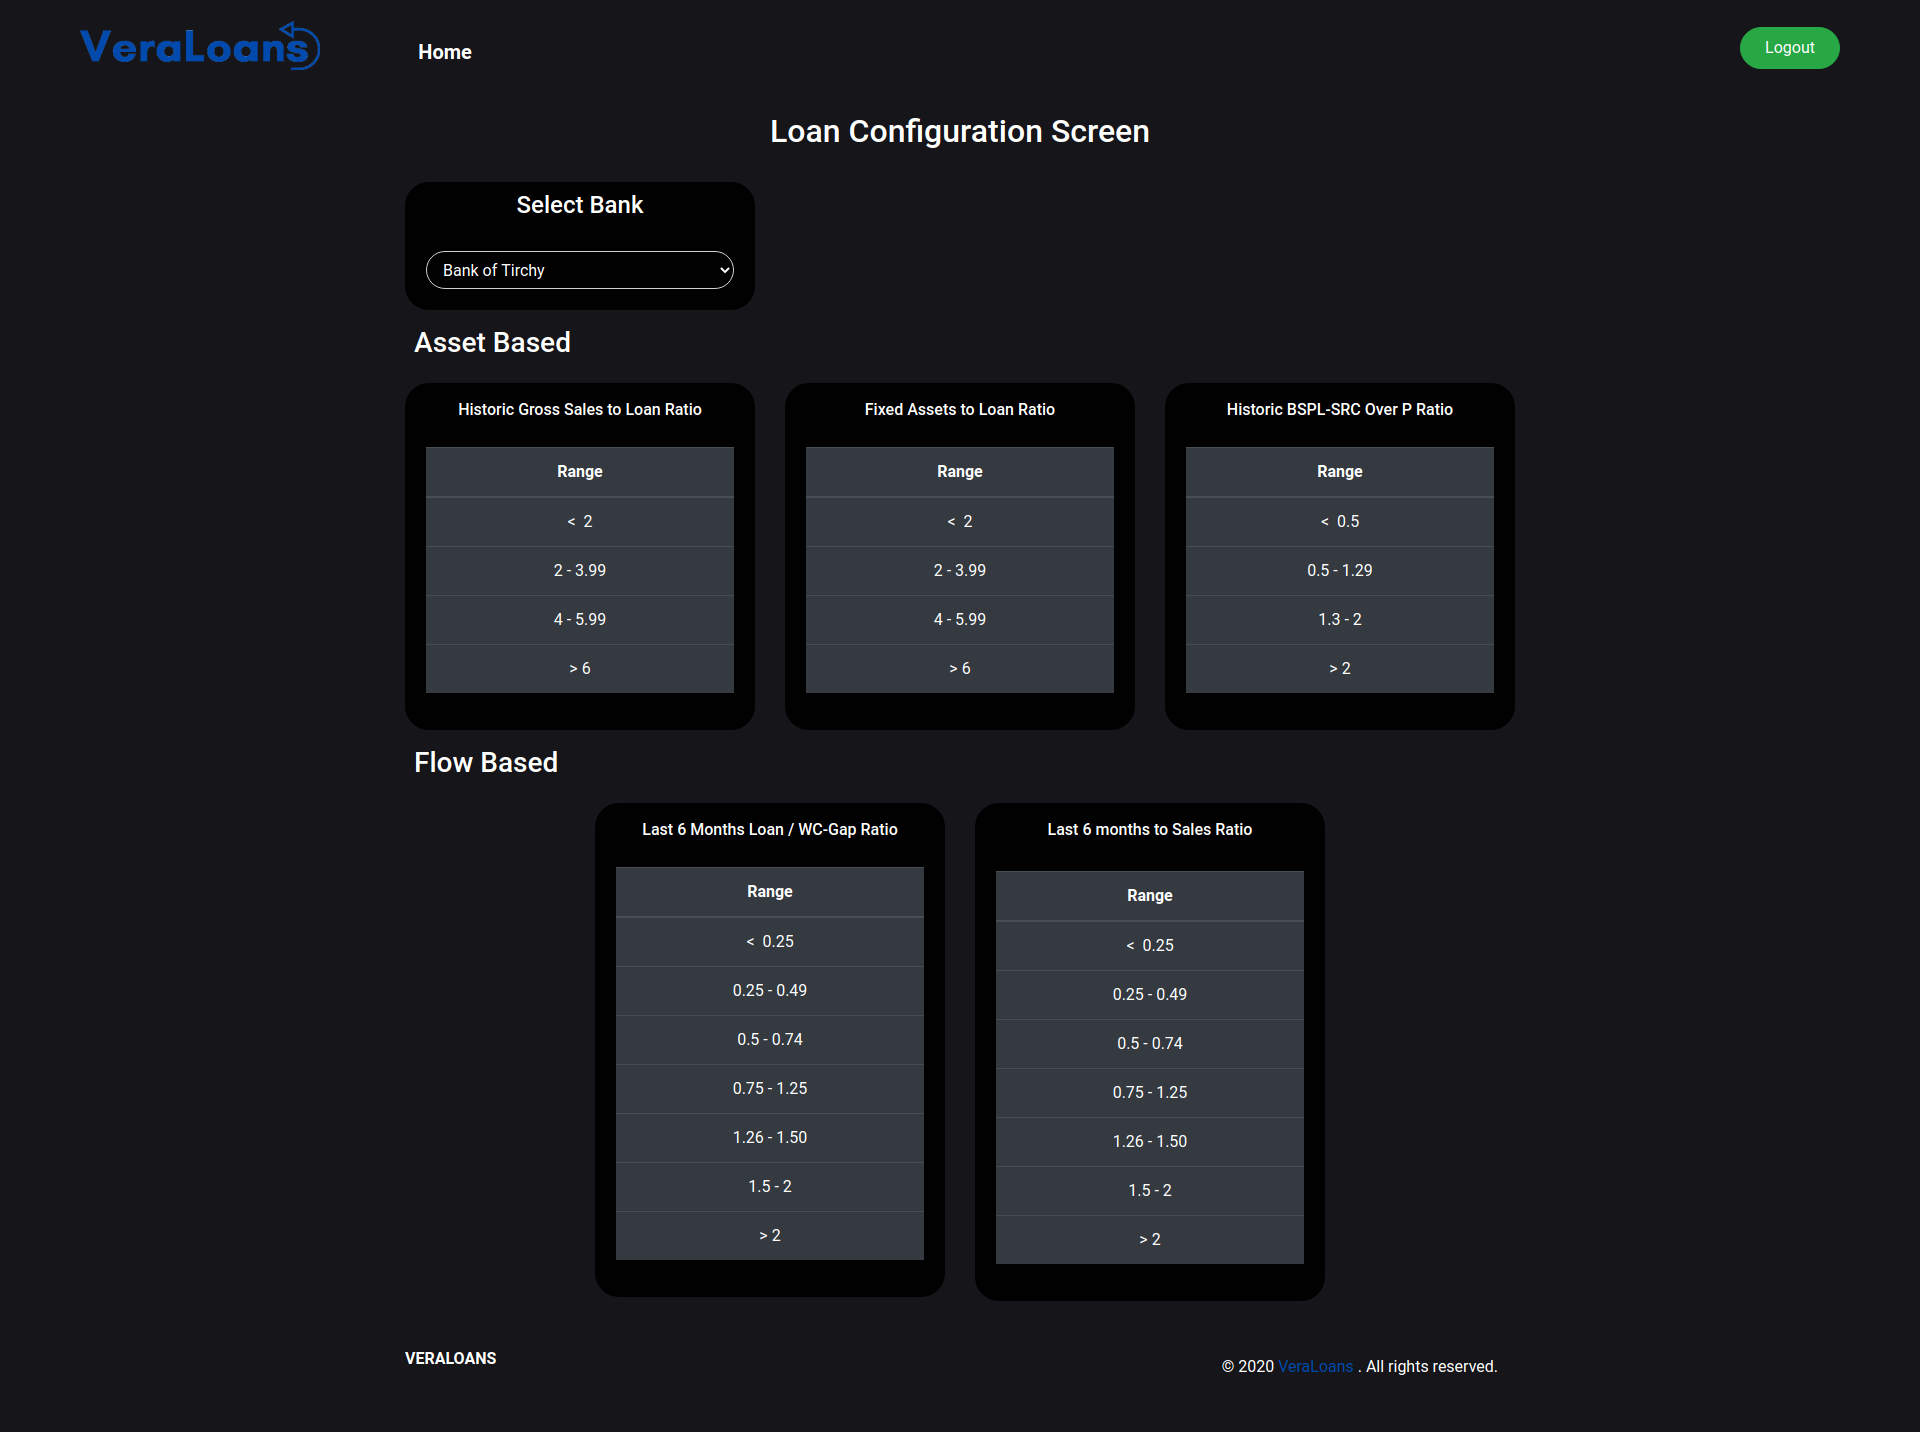 VeraLoans
Home
Logout
Loan Configuration Screen
Select Bank
Bank of Tirchy
Asset Based
Historic Gross Sales to Loan Ratio
Range
< 2
2 - 3.99
4 - 5.99
> 6
Fixed Assets to Loan Ratio
Range
< 2
2 - 3.99
4 - 5.99
> 6
Historic BSPL-SRC Over P Ratio
Range
< 0.5
0.5 - 1.29
1.3 - 2
> 2
Flow Based
Last 6 Months Loan / WC-Gap Ratio
Range
< 0.25
0.25 - 0.49
0.5 - 0.74
0.75 - 1.25
1.26 - 1.50
1.5 - 2
> 2
Last 6 months to Sales Ratio
Range
< 0.25
0.25 - 0.49
0.5 - 0.74
0.75 - 1.25
1.26 - 1.50
1.5 - 2
> 2
VERALOANS
© 2020 VeraLoans . All rights reserved.